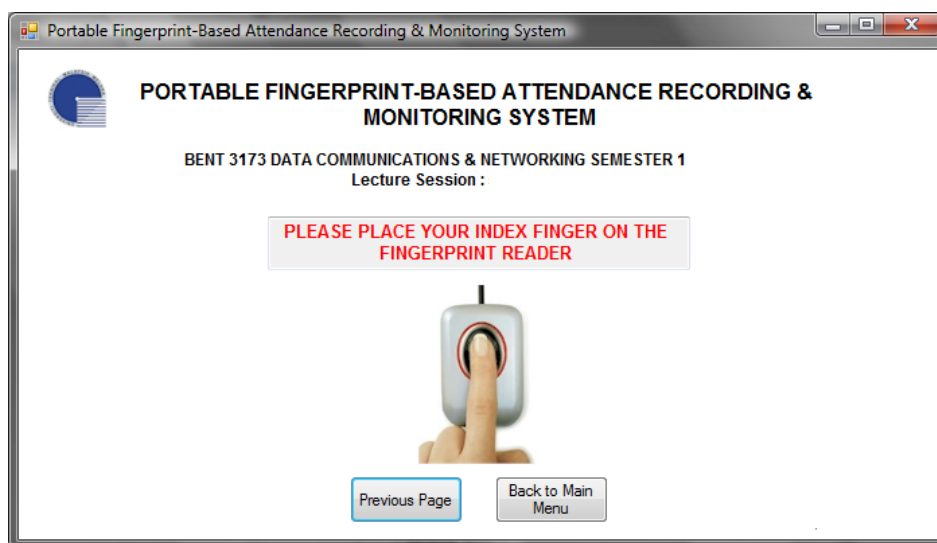 Portable Fingerprint-Based Attendance Recording & Monitoring System
PORTABLE FINGERPRINT-BASED ATTENDANCE RECORDING &
MONITORING SYSTEM
BENT 3173 DATA COMMUNICATIONS & NETWORKING SEMESTER 1
Lecture Session :
PLEASE PLACE YOUR INDEX FINGER ON THE
FINGERPRINT READER
Previous Page
Back to Main
Menu